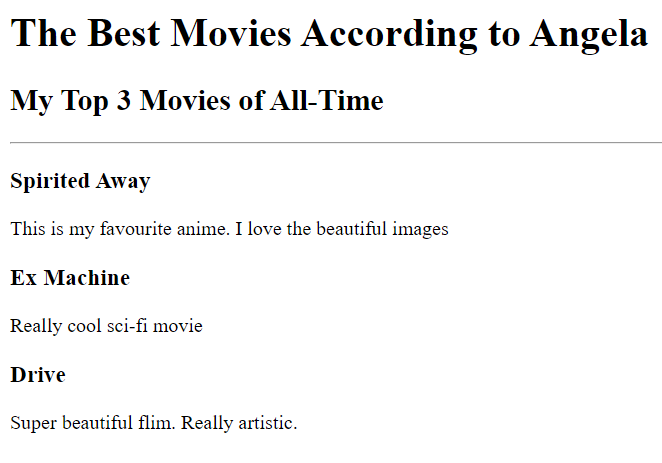 The Best Movies According to Angela
My Top 3 Movies of All-Time
Spirited Away
This is my favourite anime. I love the beautiful images
Ex Machine
Really cool sci-fi movie
Drive
Super beautiful flim. Really artistic.